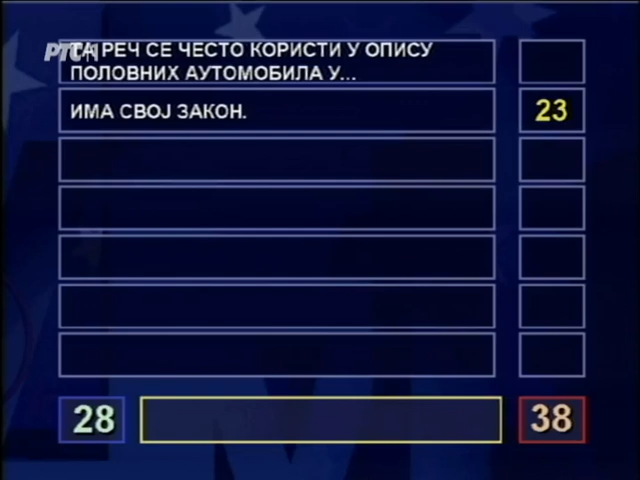 РТС
ТА РЕЧ СЕ ЧЕСТО КОРИСТИ У ОПИСУ
ПОЛОВНИХ АУТОМОБИЛА У...
ИМА СВОЈ ЗАКОН.
23
28
38